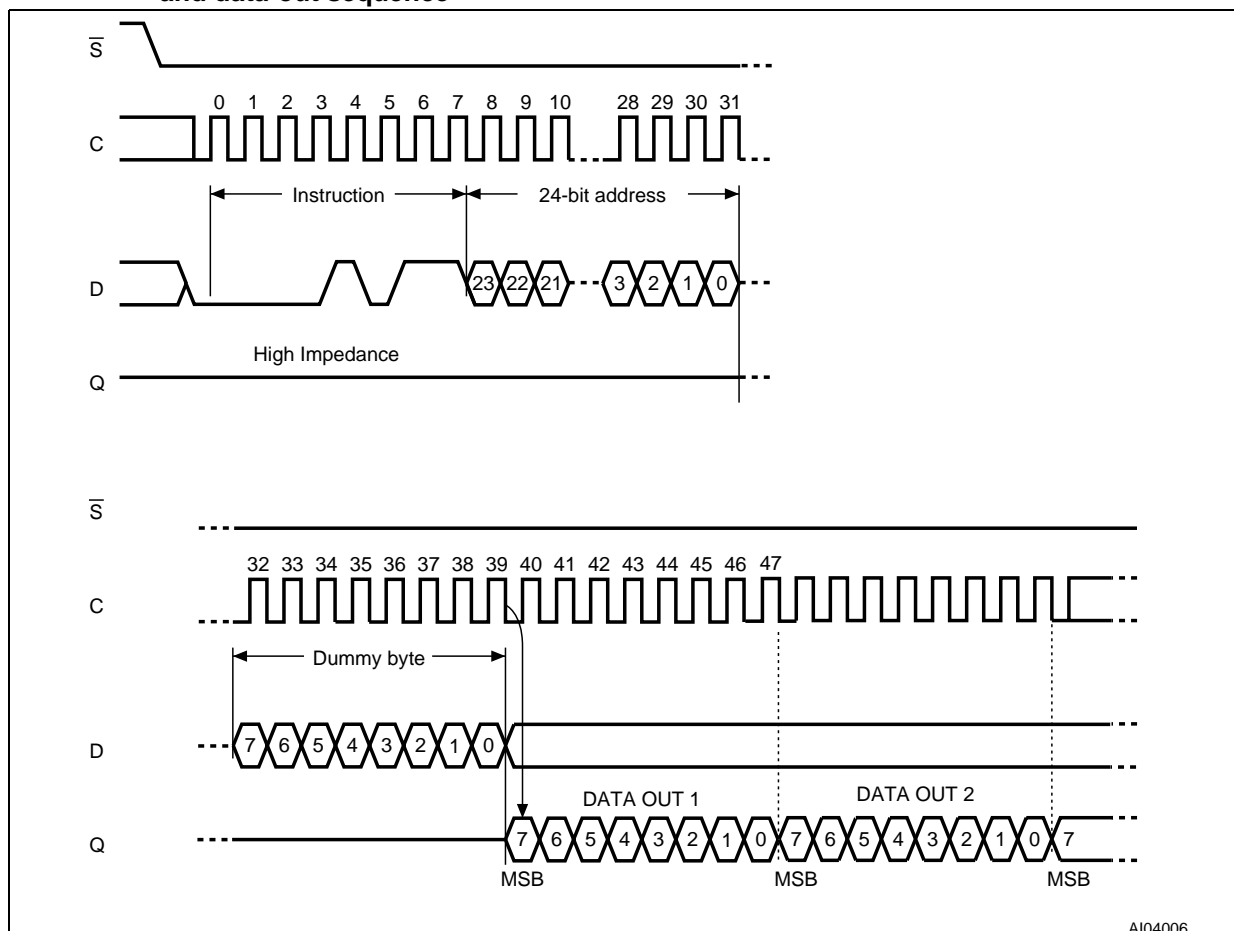 and data-out sequence
S
0 1 2 3 4 5 6 7 8 9 10 28 29 30 31
C
Instruction 24-bit address
D 23 22 21 3 2 1 0
High Impedance
Q
S
32 33 34 35 36 37 38 39 40 41 42 43 44 45 46 47
C
Dummy byte
D 7 6 5 4 3 2 1 0
DATA OUT 1 DATA OUT 2
Q 7 6 5 4 3 2 1 0 7 6 5 4 3 2 1 0 7
MSB MSB MSB
AI04006